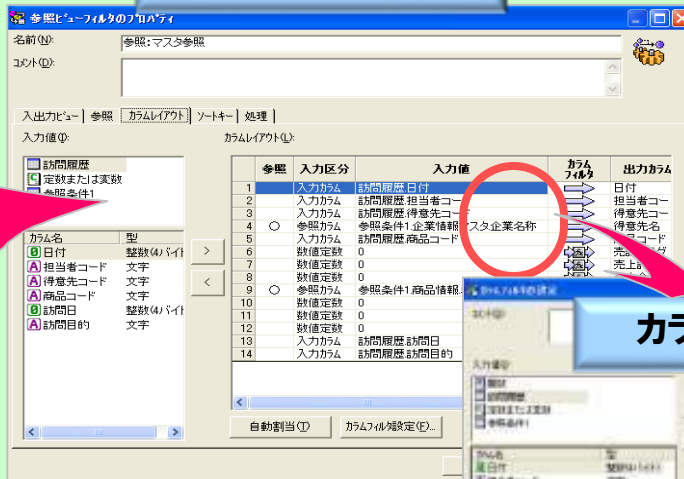 参照ビューフィルタのプロパティ
名前(N):
参照:マスタ参照
コメント(D):
入出力ビュー 参照 カラムレイアウト ソートキー 処理
入力値(I):
カラムレイアウト(L):
訪問履歴
定数または変数
参照条件1
カラム名 型
日付 整数(4バイト
担当者コード 文字
得意先コード 文字
商品コード 文字
訪問日 整数(4バイト
訪問目的 文字
>
<
参照 入力区分 入力値 カラムフィルタ 出力カラム
1 入力カラム 訪問履歴.日付 日付
2 入力カラム 訪問履歴.担当者コー 担当者コー
3 入力カラム 訪問履歴.得意先コード 得意先コー
4 ○ 参照カラム 参照条件1.企業情報マスタ企業名称 得意先名
5 入力カラム 訪問履歴.商品コード コード
6 数値定数 0
7 数値定数 0 売上
8 数値定数 0
9 ○ 参照カラム 参照条件1.商品情報
10 数値定数 0
11 数値定数 0
12 数値定数 0
13 入力カラム 訪問履歴.訪問日
14 入力カラム 訪問履歴.訪問目的
自動割当(T)
カラムフィルタ設定(F)...
カラ
カラムフィルタの設定
コメント(D)
入力値(I)
関数
訪問履歴
定数または変数
参照条件1
カラム名 型
日付 整数(4バイト)